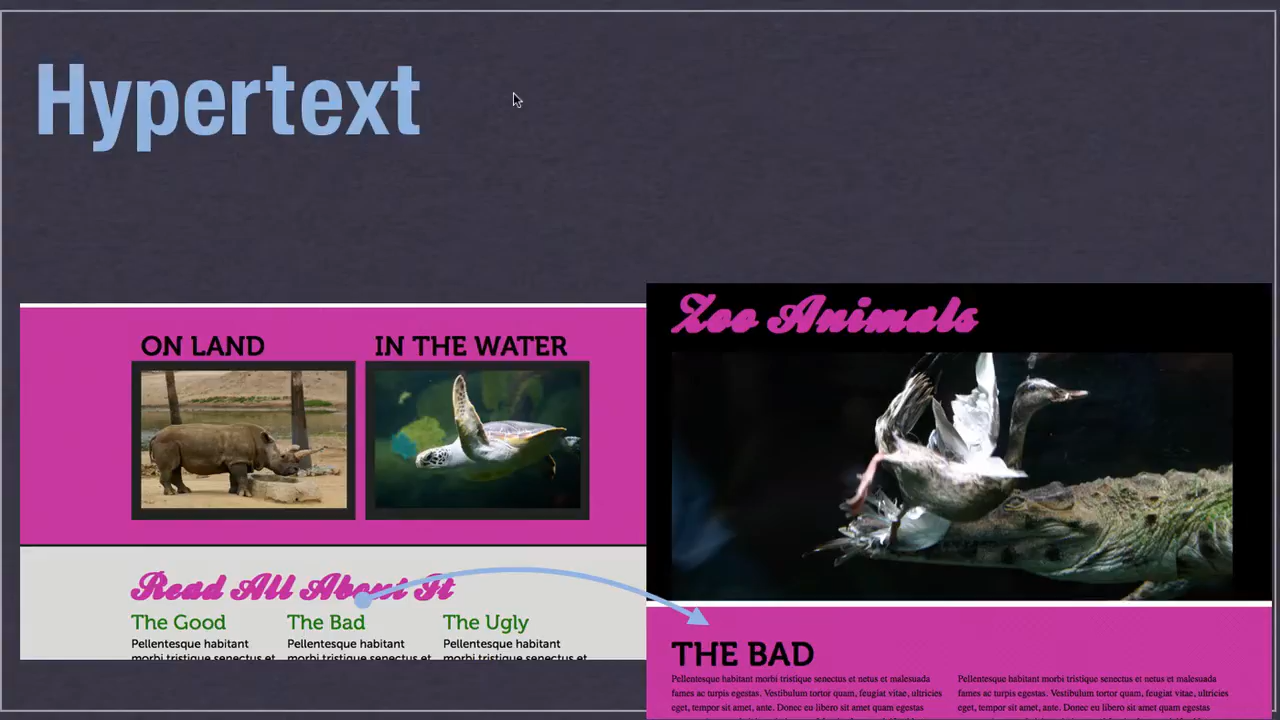 Hypertext
ON LAND
IN THE WATER
Read All About It
The Good
The Bad
The Ugly
Pellentesque habitant
Pellentesque habitant
Pellentesque habitant
morbi tristique senectus et
morbi tristique senectus et
morbi tristique senectus et
Zoo Animals
THE BAD
Pellentesque habitant morbi tristique senectus et netus et malesuada
fames ac turpis egestas. Vestibulum tortor quam, feugiat vitae, ultricies
eget, tempor sit amet, ante. Donec eu libero sit amet quam egestas
Pellentesque habitant morbi tristique senectus et netus et malesuada
fames ac turpis egestas. Vestibulum tortor quam, feugiat vitae, ultricies
eget, tempor sit amet, ante. Donec eu libero sit amet quam egestas